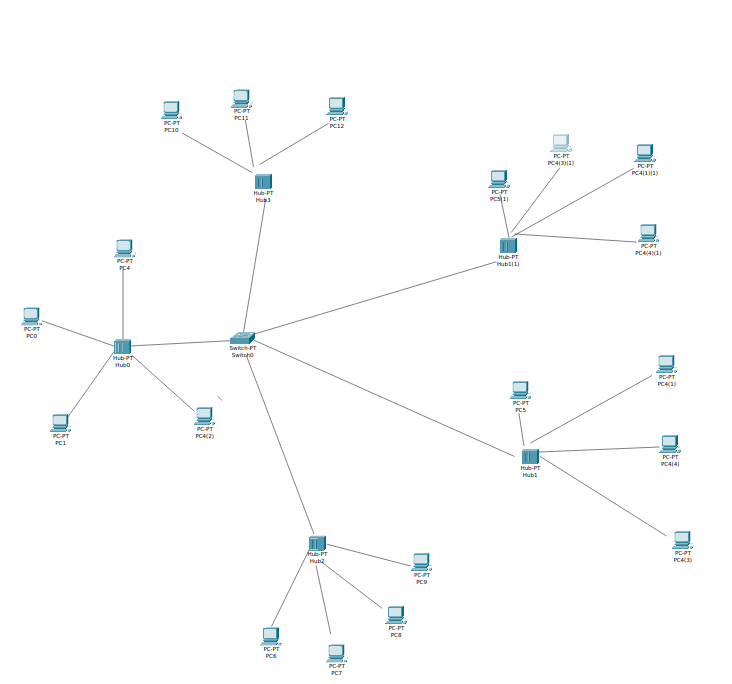 PC-PT
PC10
PC-PT
PC11
PC-PT
PC12
Hub-PT
Hub3
PC-PT
PC4(3)(1)
PC-PT
PC4(1)(1)
PC-PT
PC5(1)
PC-PT
PC4(4)(1)
Hub-PT
Hub1(1)
PC-PT
PC4
PC-PT
PC0
Hub-PT
Hub0
Switch-PT
Switch0
PC-PT
PC1
PC-PT
PC4(2)
PC-PT
PC4(1)
PC-PT
PC5
PC-PT
PC4(4)
Hub-PT
Hub1
PC-PT
PC4(3)
Hub-PT
Hub2
PC-PT
PC9
PC-PT
PC8
PC-PT
PC6
PC-PT
PC7